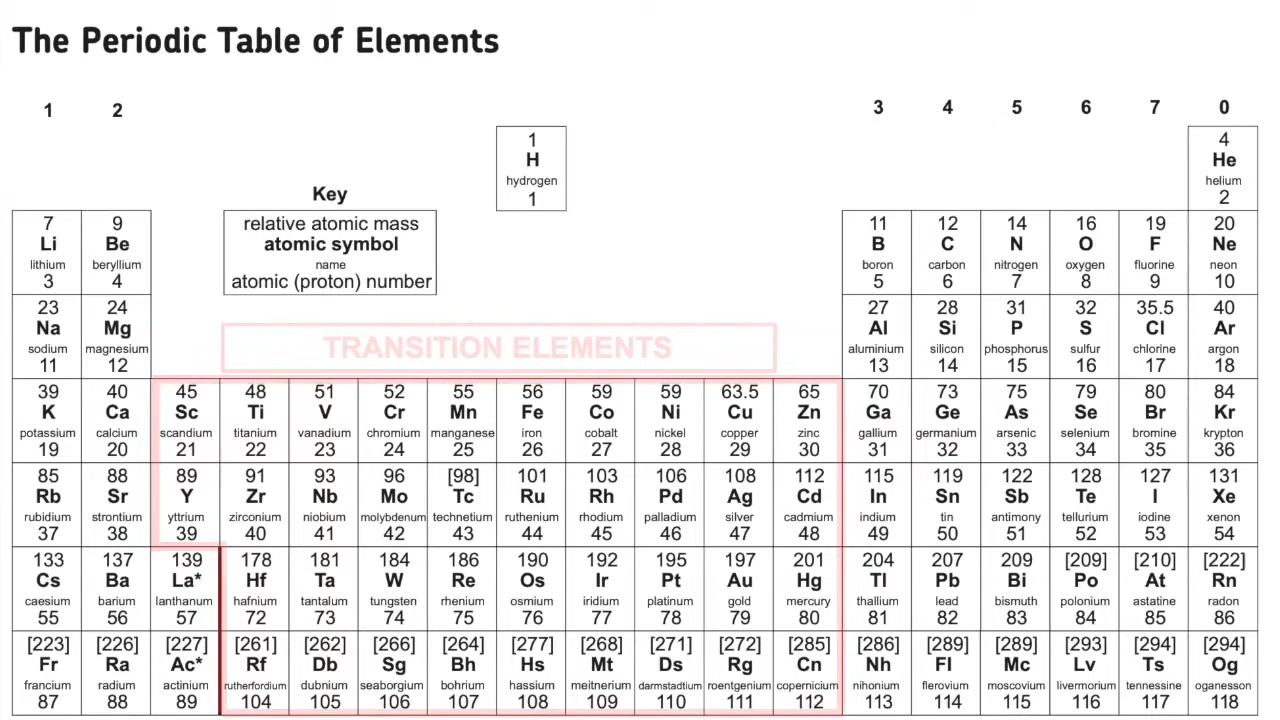 The Periodic Table of Elements
1 2 3 4 5 6 7 0
1 4
H He
hydrogen helium
1 2
Key
7 9 relative atomic mass 11 12 14 16 19 20
Li Be atomic symbol B C N O F Ne
lithium beryllium name boron carbon nitrogen oxygen fluorine neon
3 4 atomic (proton) number 5 6 7 8 9 10
23 24 27 28 31 32 35.5 40
Na Mg Al Si P S Cl Ar
TRANSITION ELEMENTS
sodium magnesium aluminium silicon phosphorus sulfur chlorine argon
11 12 13 14 15 16 17 18
39 40 45 48 51 52 55 56 59 59 63.5 65 70 73 75 79 80 84
K Ca Sc Ti V Cr Mn Fe Co Ni Cu Zn Ga Ge As Se Br Kr
potassium calcium scandium titanium vanadium chromium manganese iron cobalt nickel copper zinc gallium germanium arsenic selenium bromine krypton
19 20 21 22 23 24 25 26 27 28 29 30 31 32 33 34 35 36
85 88 89 91 93 96 [98] 101 103 106 108 112 115 119 122 128 127 131
Rb Sr Y Zr Nb Mo Tc Ru Rh Pd Ag Cd In Sn Sb Te I Xe
rubidium strontium yttrium zirconium niobium molybdenum technetium ruthenium rhodium palladium silver cadmium indium tin antimony tellurium iodine xenon
37 38 39 40 41 42 43 44 45 46 47 48 49 50 51 52 53 54
133 137 139 178 181 184 186 190 192 195 197 201 204 207 209 [209] [210] [222]
Cs Ba La* Hf Ta W Re Os Ir Pt Au Hg Tl Pb Bi Po At Rn
caesium barium lanthanum hafnium tantalum tungsten rhenium osmium iridium platinum gold mercury thallium lead bismuth polonium astatine radon
55 56 57 72 73 74 75 76 77 78 79 80 81 82 83 84 85 86
[223] [226] [227] [261] [262] [266] [264] [277] [268] [271] [272] [285] [286] [289] [289] [293] [294] [294]
Fr Ra Ac* Rf Db Sg Bh Hs Mt Ds Rg Cn Nh Fl Mc Lv Ts Og
francium radium actinium rutherfordium dubnium seaborgium bohrium hassium meitnerium darmstadtium roentgenium copernicium nihonium flerovium moscovium livermorium tennessine oganesson
87 88 89 104 105 106 107 108 109 110 111 112 113 114 115 116 117 118